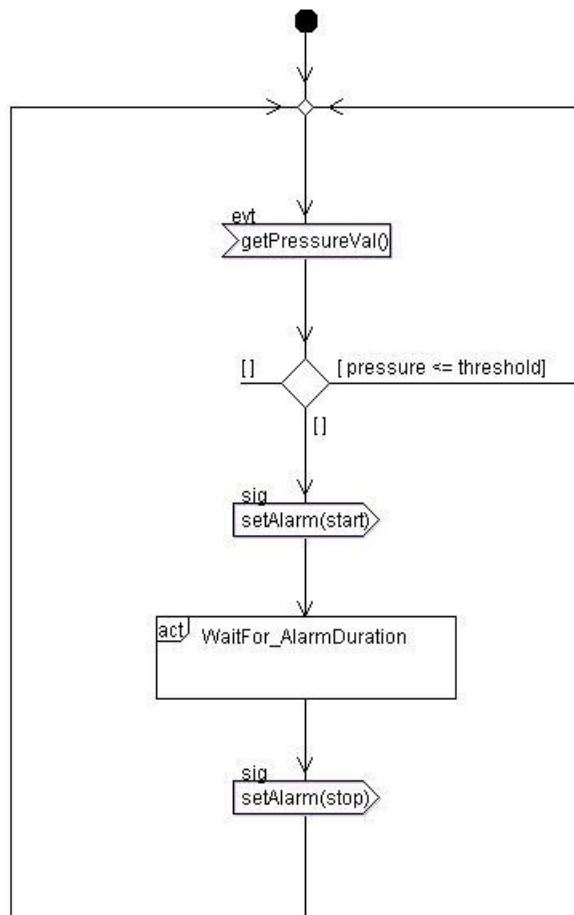 evt
getPressureVal()
[ ]
[ pressure <= threshold]
[ ]
sig
setAlarm(start)
act
WaitFor_AlarmDuration
sig
setAlarm(stop)